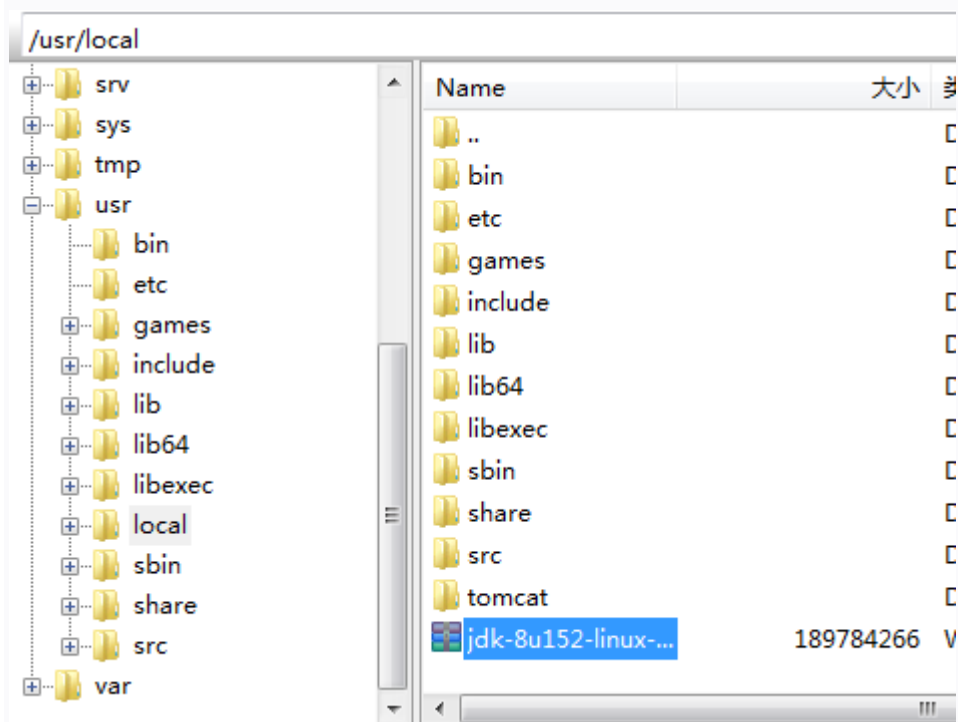 /usr/local
srv
sys
tmp
usr
bin
etc
games
include
lib
lib64
libexec
local
sbin
share
src
var
Name 大小
..
bin
etc
games
include
lib
lib64
libexec
sbin
share
src
tomcat
jdk-8u152-linux-... 189784266